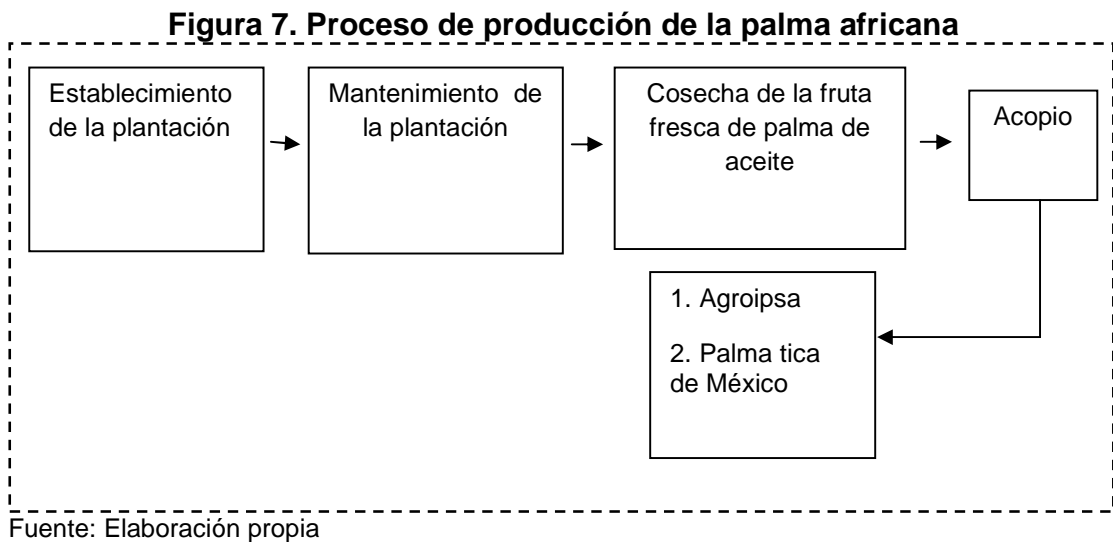 Figura 7. Proceso de producción de la palma africana
Establecimiento
de la plantación
Mantenimiento de
la plantación
Cosecha de la fruta
fresca de palma de
aceite
Acopio
1. Agroipsa
2. Palma tica
de México
Fuente: Elaboración propia